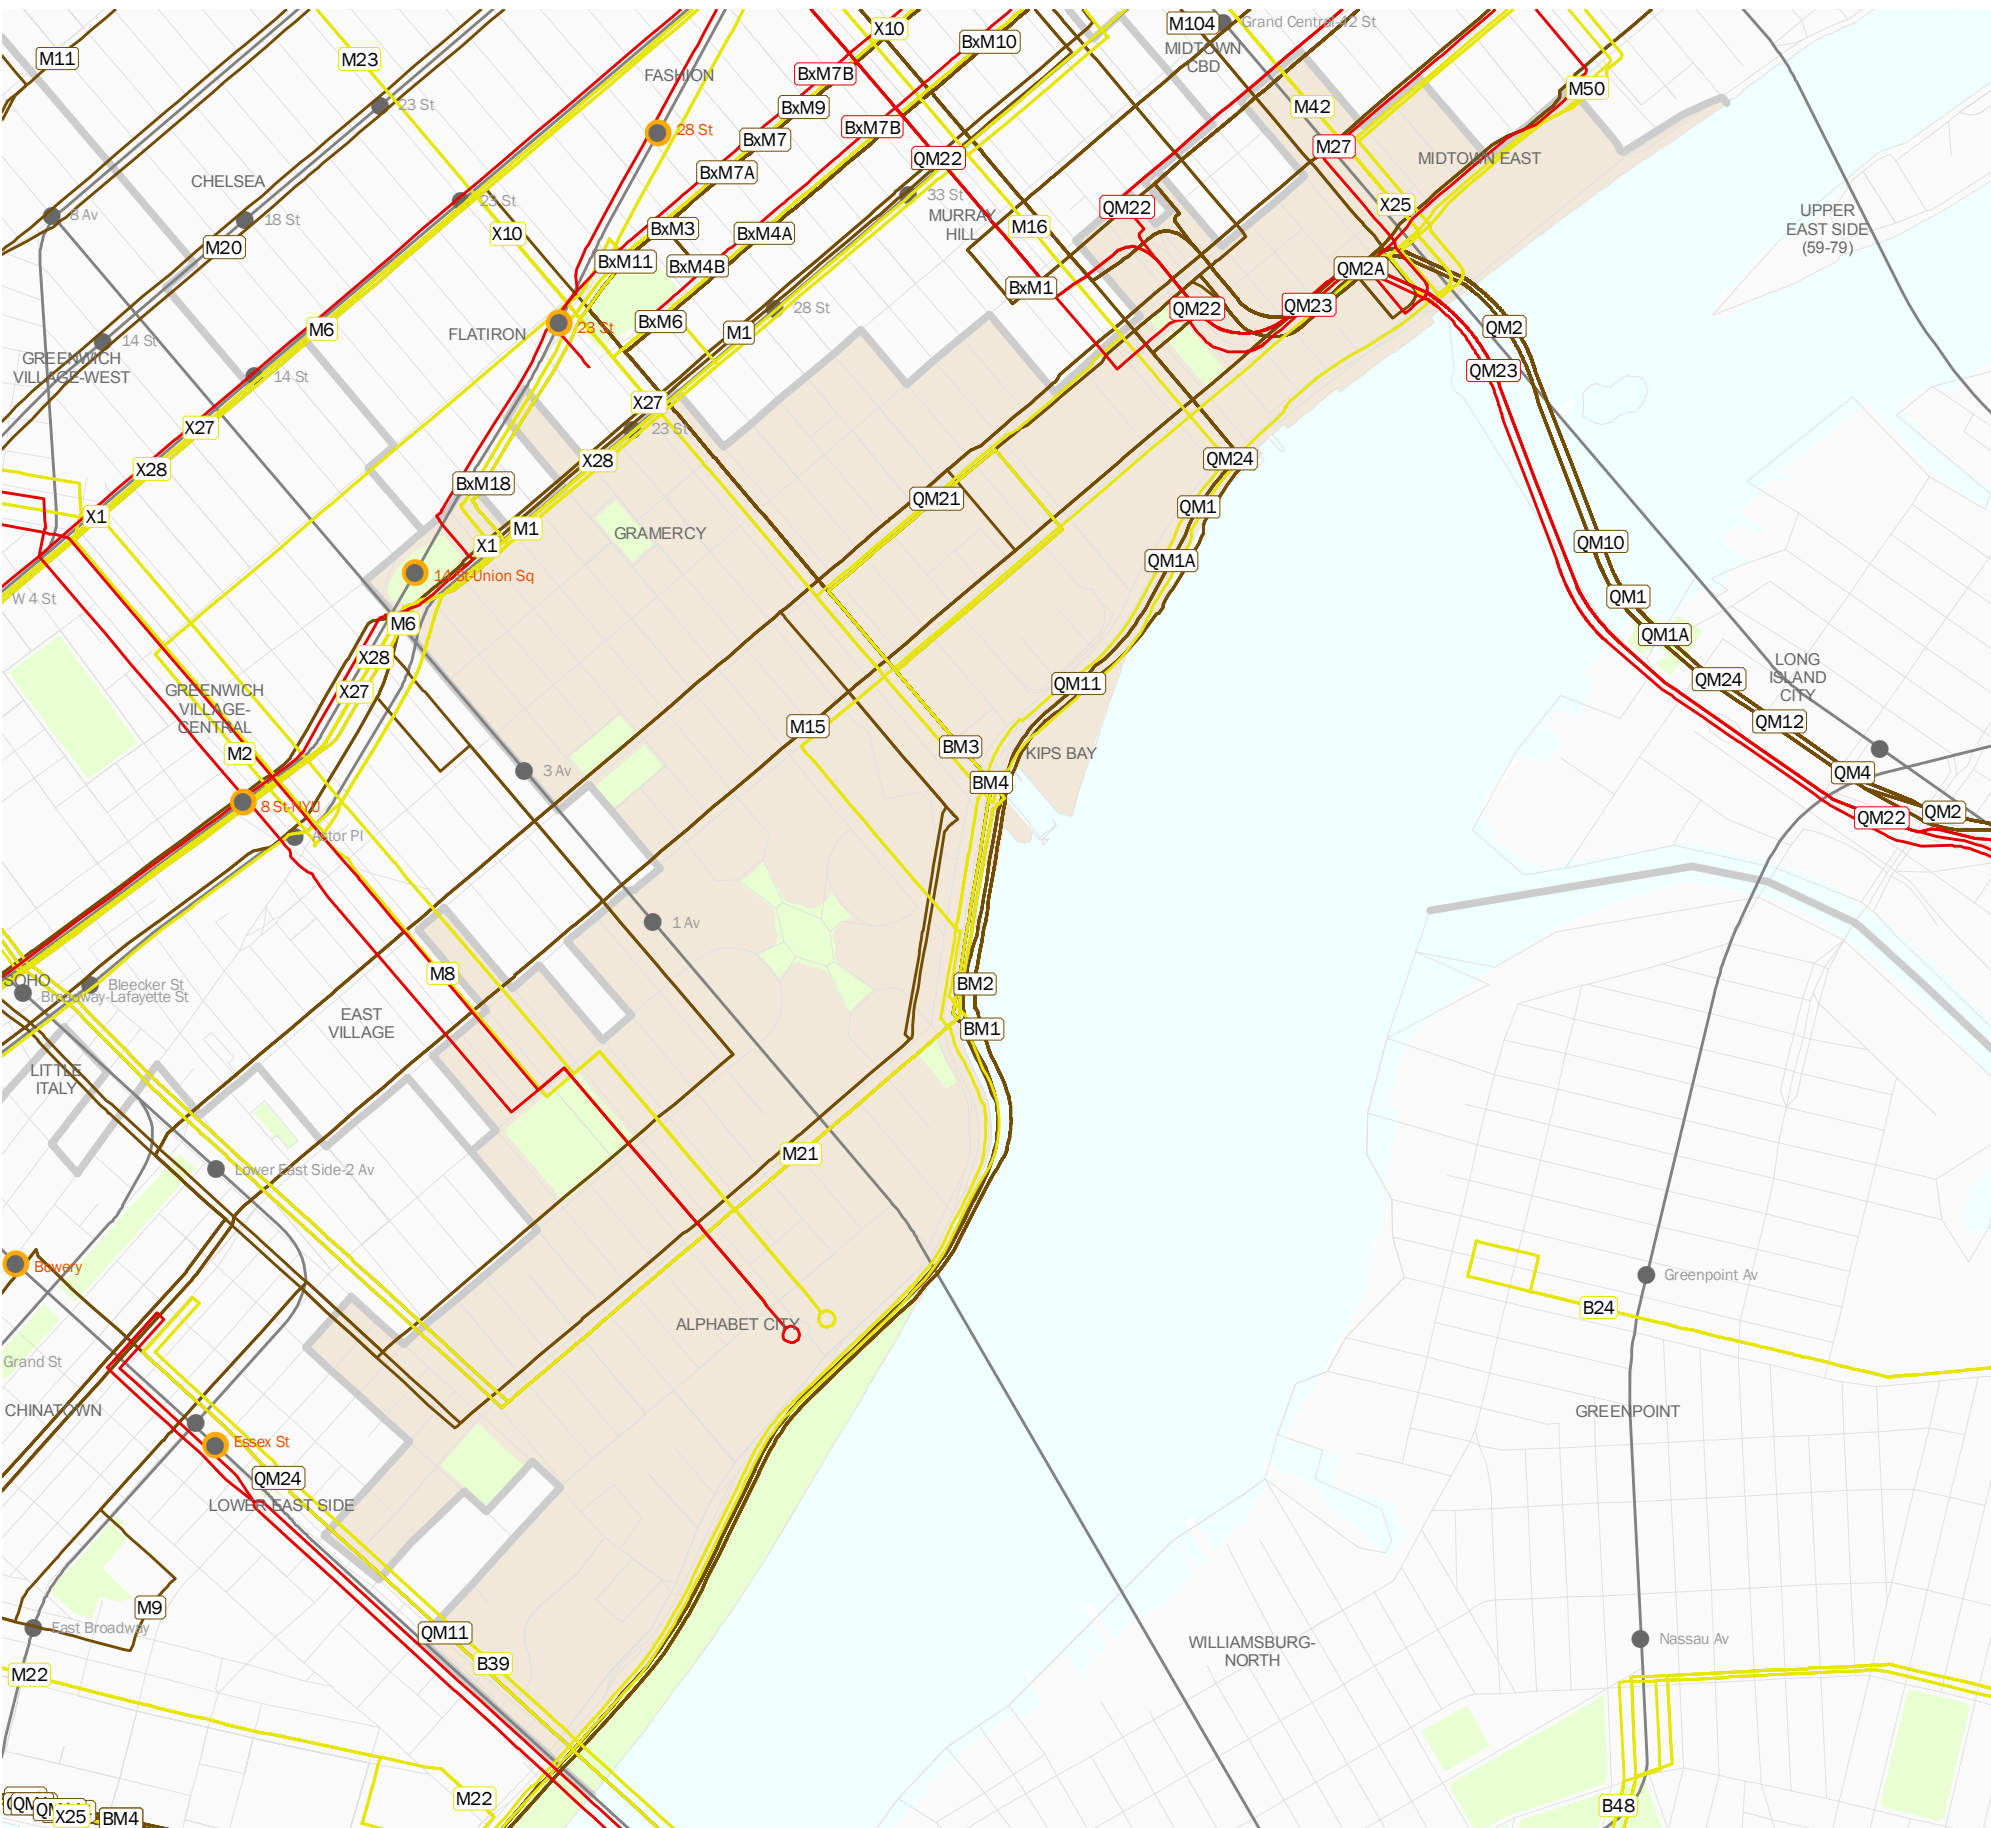 M104
Grand Central-42 St
X10
BxM10
MIDTOWN
CBD
M11
M23
FASHION
BxM7B
M50
23 St
BxM9
M42
28 St
BxM7B
BxM7
M27
QM22
MIDTOWN EAST
CHELSEA
BxM7A
23 St
33 St
8 Av
18 St
QM22
X25
MURRAY
HILL
UPPER
EAST SIDE
(59-79)
M20
X10
BxM3
BxM4A
M16
BxM11
BxM4B
QM2A
BxM1
28 St
QM22
QM23
M6
FLATIRON
23 St
BxM6
M1
QM2
14 St
GREENWICH
VILLAGE-WEST
14 St
QM23
X27
X27
23 St
X28
X28
QM24
BxM18
QM21
QM1
X1
M1
X1
GRAMERCY
QM10
QM1A
14 St-Union Sq
W 4 St
QM1
M6
QM1A
X28
LONG
ISLAND
CITY
QM24
QM11
GREENWICH
VILLAGE-
CENTRAL
X27
M15
QM12
M2
BM3
KIPS BAY
3 Av
QM4
BM4
8 St-NYU
QM2
QM22
Astor Pl
1 Av
M8
SOHO
Bleecker St
BM2
Broadway-Lafayette St
EAST
VILLAGE
BM1
LITTLE
ITALY
M21
Lower East Side-2 Av
Bowery
Greenpoint Av
B24
ALPHABET CITY
Grand St
CHINATOWN
GREENPOINT
Essex St
QM24
LOWER EAST SIDE
M9
East Broadway
QM11
WILLIAMSBURG-
NORTH
Nassau Av
B39
M22
M22
X25
BM4
B48